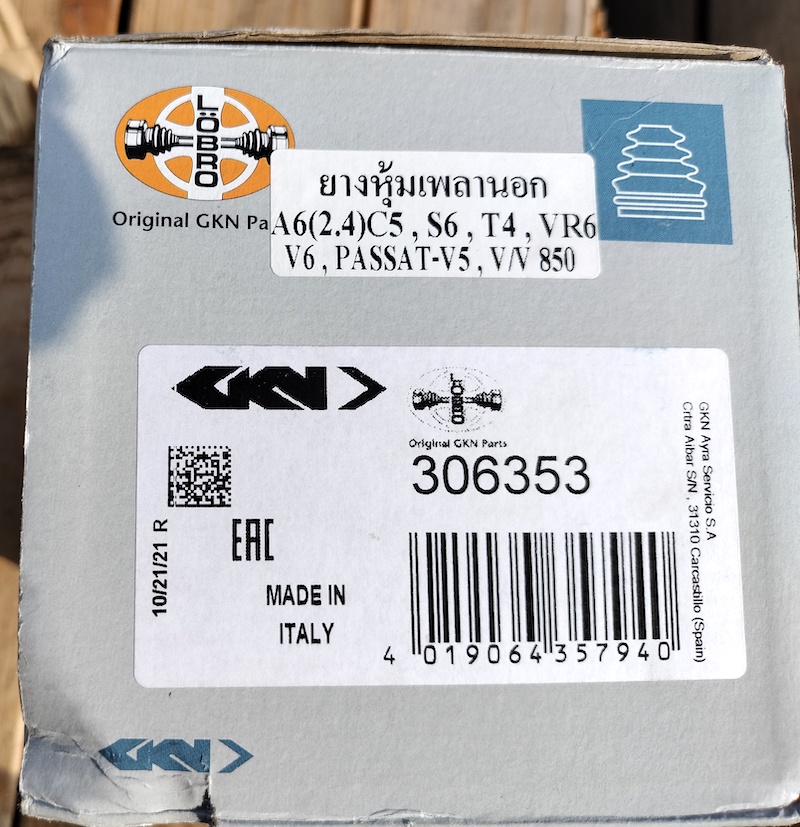 LÖBRO
Original GKN Pa
ยางหุ้มเพลานอก
A6(2.4)C5 , S6 , T4 , VR6
V6 , PASSAT-V5 , V/V 850
GKN
LÖBRO
Original GKN Parts
306353
10/21/21 R
EAC
MADE IN
ITALY
4 019064 357940
GKN Ayra Servicio S.A
Crtra Aibar S/N , 31310 Carcastillo (Spain)
GKN